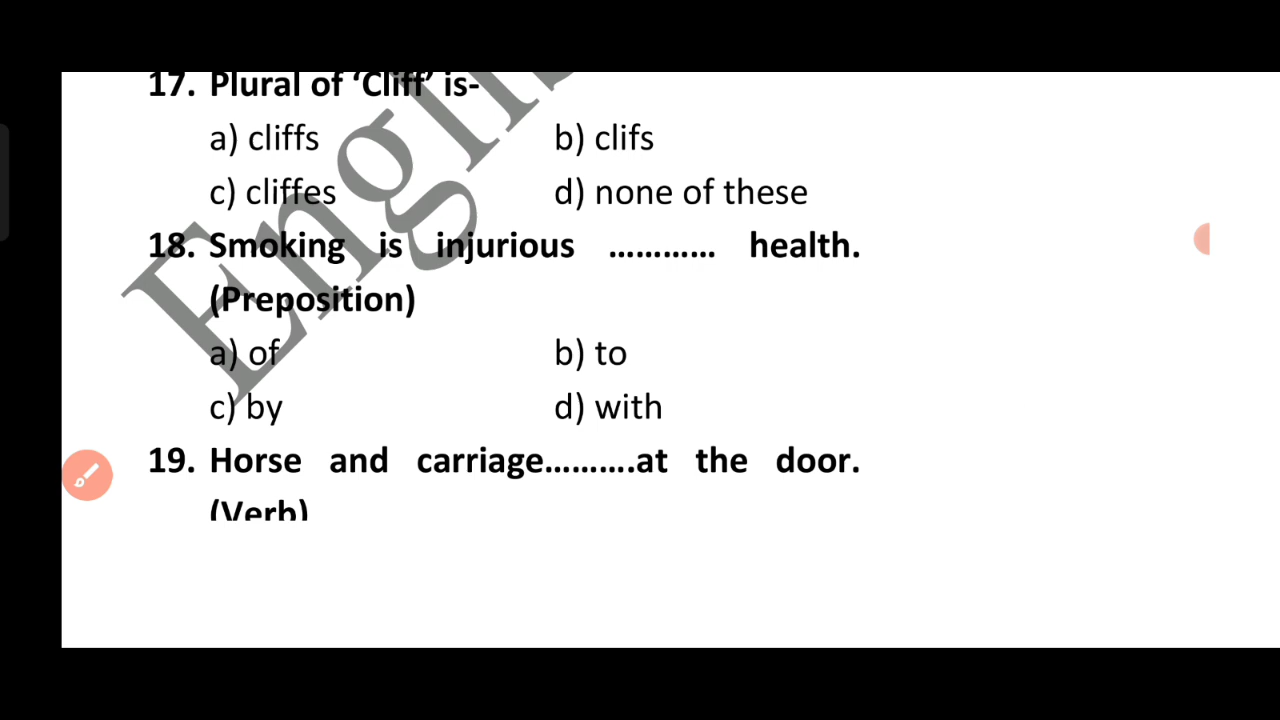 17. Plural of ‘Cliff’ is-
a) cliffs b) clifs
c) cliffes d) none of these
18. Smoking is injurious ............ health.
(Preposition)
a) of b) to
c) by d) with
19. Horse and carriage..........at the door.
(Verb)
Engli